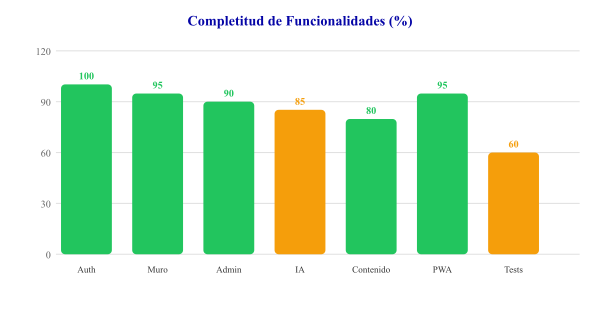 Completitud de Funcionalidades (%)
120
90
60
30
0
100
95
90
85
80
95
60
Auth
Muro
Admin
IA
Contenido
PWA
Tests